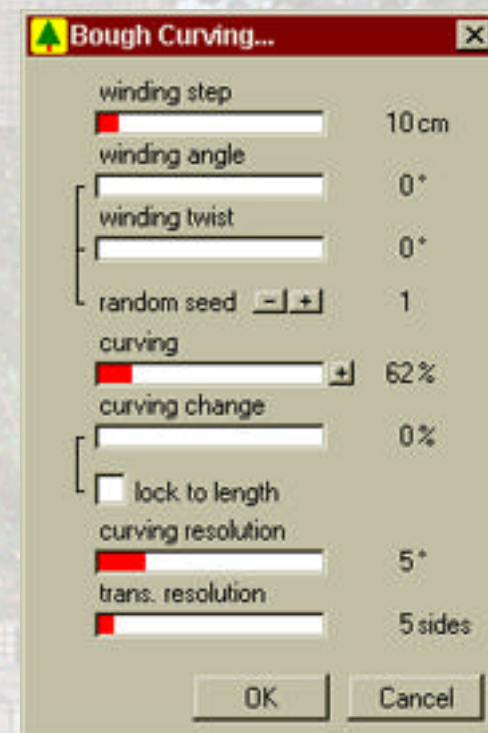 Bough Curving...
winding step
10 cm
winding angle
0°
winding twist
0°
random seed - + 1
curving
+ 62%
curving change
0%
lock to length
curving resolution
5°
trans. resolution
5 sides
OK Cancel